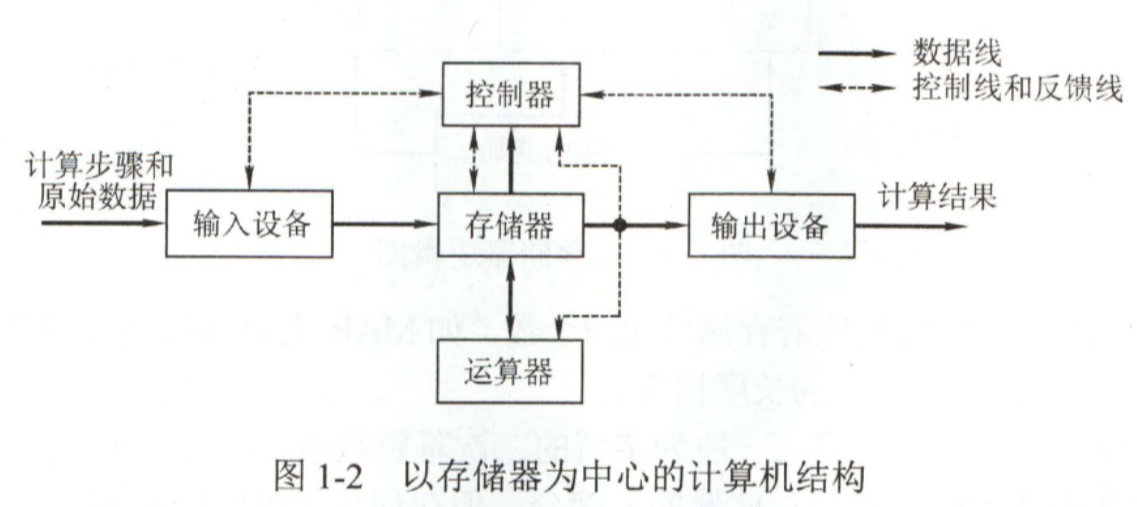 数据线
控制线和反馈线
控制器
计算步骤和
原始数据
输入设备
存储器
输出设备
计算结果
运算器
图 1-2 以存储器为中心的计算机结构